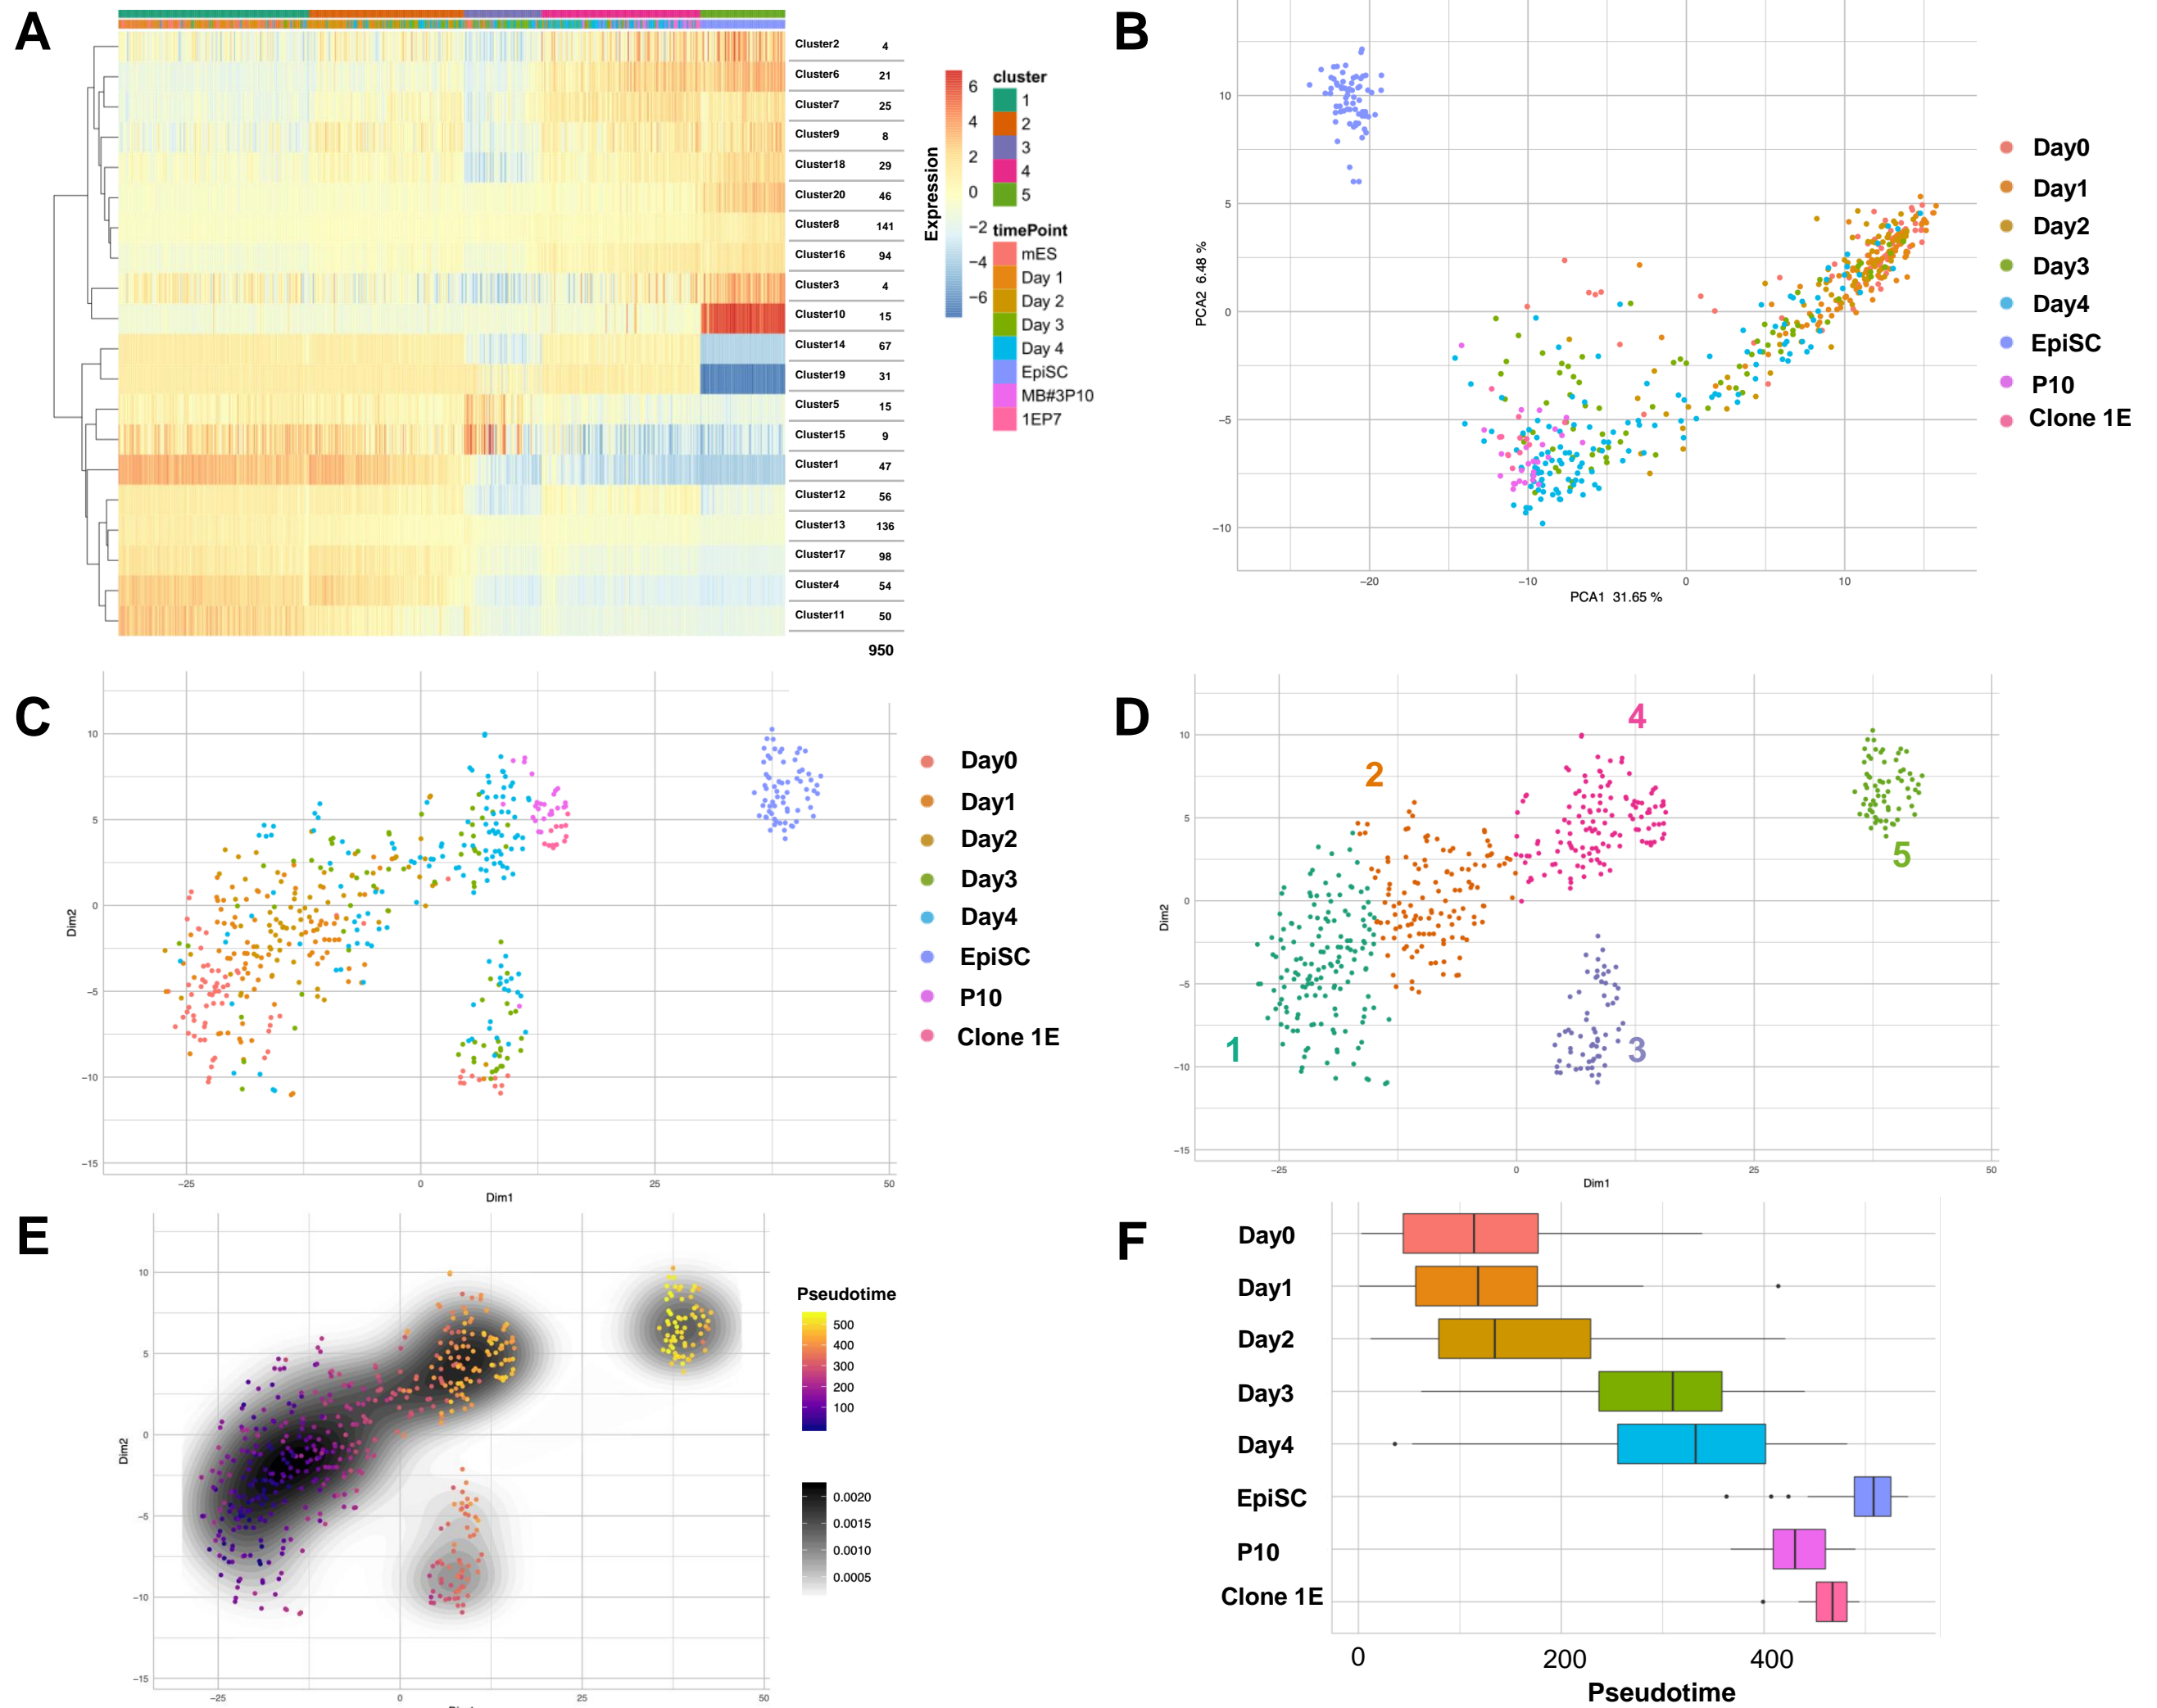 A
Cluster2 4
Cluster6 21
Cluster7 25
Cluster9 8
Cluster18 29
Cluster20 46
Cluster8 141
Cluster16 94
Cluster3 4
Cluster10 15
Cluster14 67
Cluster19 31
Cluster5 15
Cluster15 9
Cluster1 47
Cluster12 56
Cluster13 136
Cluster17 98
Cluster4 54
Cluster11 50
950
Expression
6
4
2
0
−2
−4
−6
cluster
1
2
3
4
5
timePoint
mES
Day 1
Day 2
Day 3
Day 4
EpiSC
MB#3P10
1EP7
B
10
5
0
−5
−10
PCA2 6.48 %
−20 −10 0 10
PCA1 31.65 %
Day0
Day1
Day2
Day3
Day4
EpiSC
P10
Clone 1E
C
10
5
0
−5
−10
−15
Dim2
−25 0 25 50
Dim1
Day0
Day1
Day2
Day3
Day4
EpiSC
P10
Clone 1E
D
10
5
0
−5
−10
−15
Dim2
1
2
3
4
5
−25 0 25 50
Dim1
E
10
5
0
−5
−10
−15
Dim2
−25 0 25 50
Pseudotime
500
400
300
200
100
0.0020
0.0015
0.0010
0.0005
F
Day0
Day1
Day2
Day3
Day4
EpiSC
P10
Clone 1E
0 200 400
Pseudotime